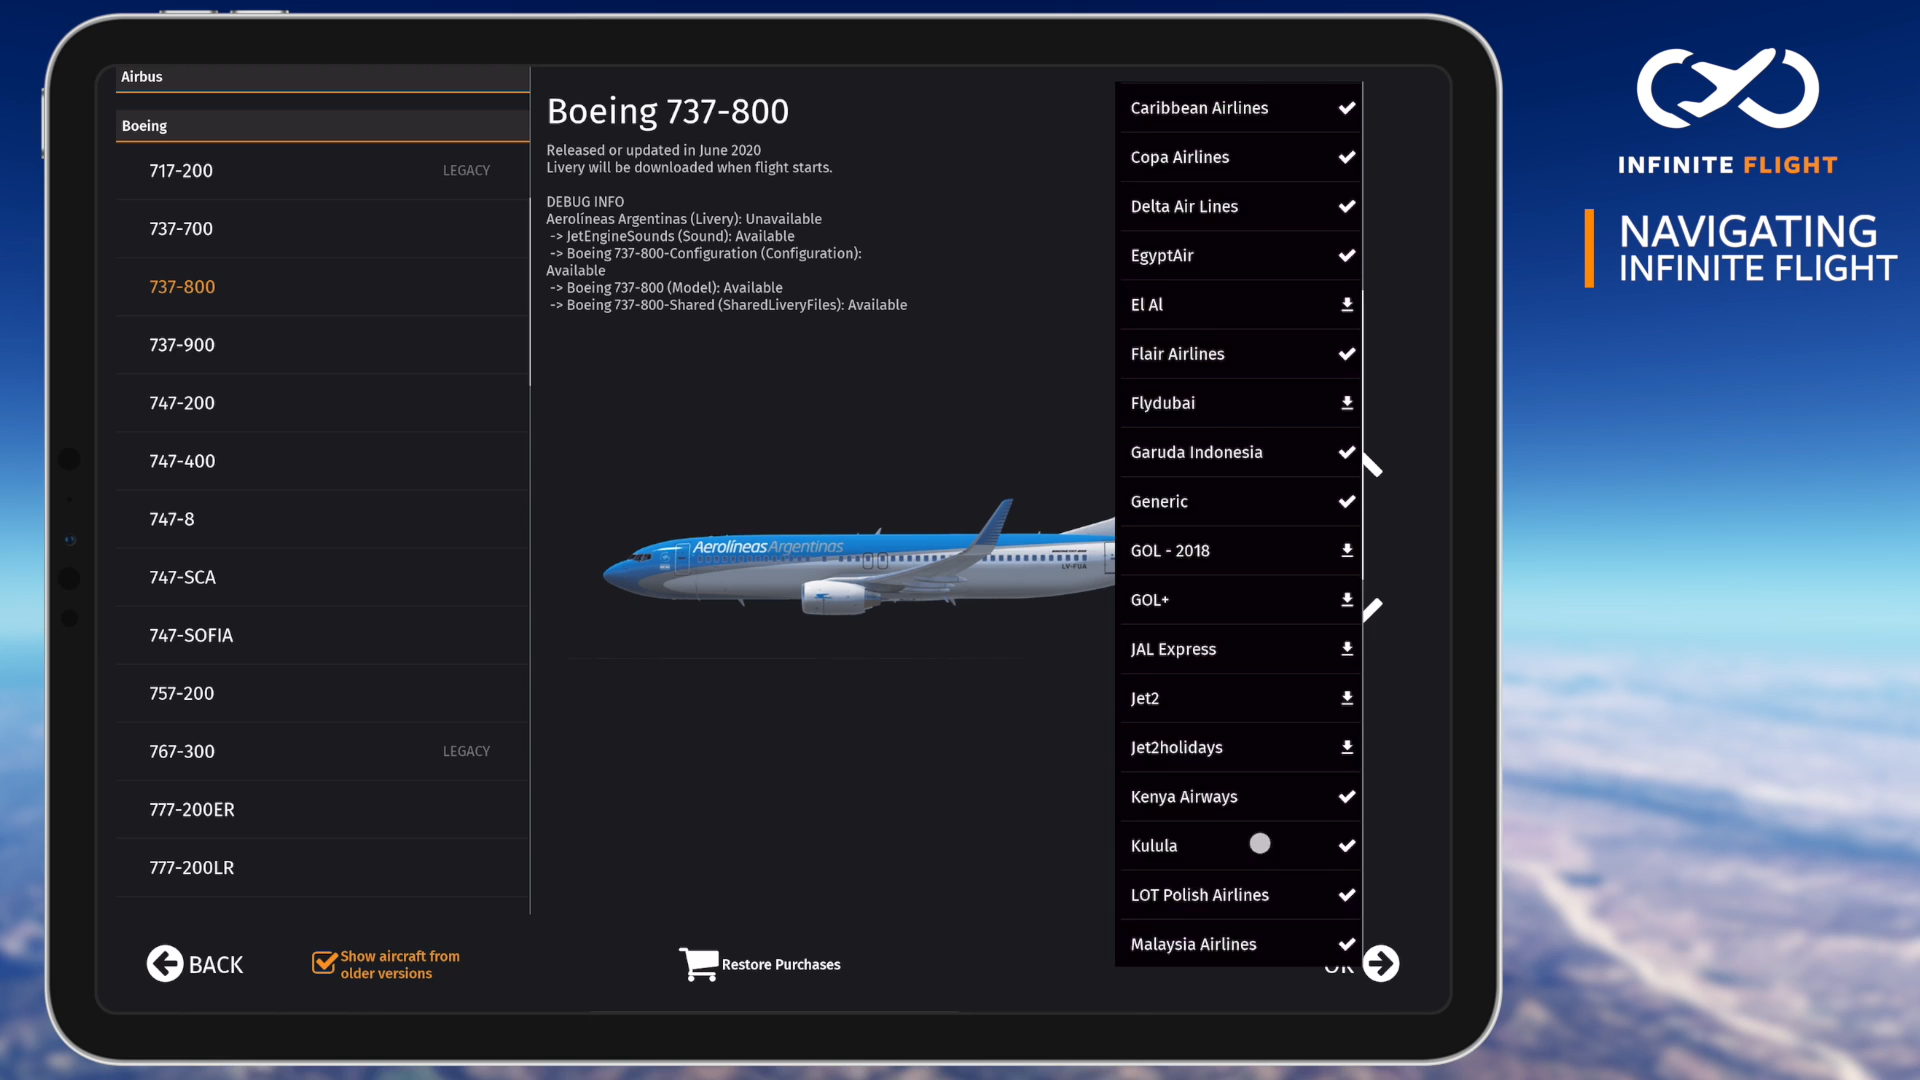 Airbus
Boeing
717-200 LEGACY
737-700
737-800
737-900
747-200
747-400
747-8
747-SCA
747-SOFIA
757-200
767-300 LEGACY
777-200ER
777-200LR
BACK
Show aircraft from
older versions
Restore Purchases
Boeing 737-800
Released or updated in June 2020
Livery will be downloaded when flight starts.
DEBUG INFO
Aerolíneas Argentinas (Livery): Unavailable
-> JetEngineSounds (Sound): Available
-> Boeing 737-800-Configuration (Configuration):
Available
-> Boeing 737-800 (Model): Available
-> Boeing 737-800-Shared (SharedLiveryFiles): Available
Aerolíneas Argentinas
LV-FUA
Caribbean Airlines
Copa Airlines
Delta Air Lines
EgyptAir
El Al
Flair Airlines
Flydubai
Garuda Indonesia
Generic
GOL - 2018
GOL+
JAL Express
Jet2
Jet2holidays
Kenya Airways
Kulula
LOT Polish Airlines
Malaysia Airlines
OK
INFINITE FLIGHT
NAVIGATING
INFINITE FLIGHT